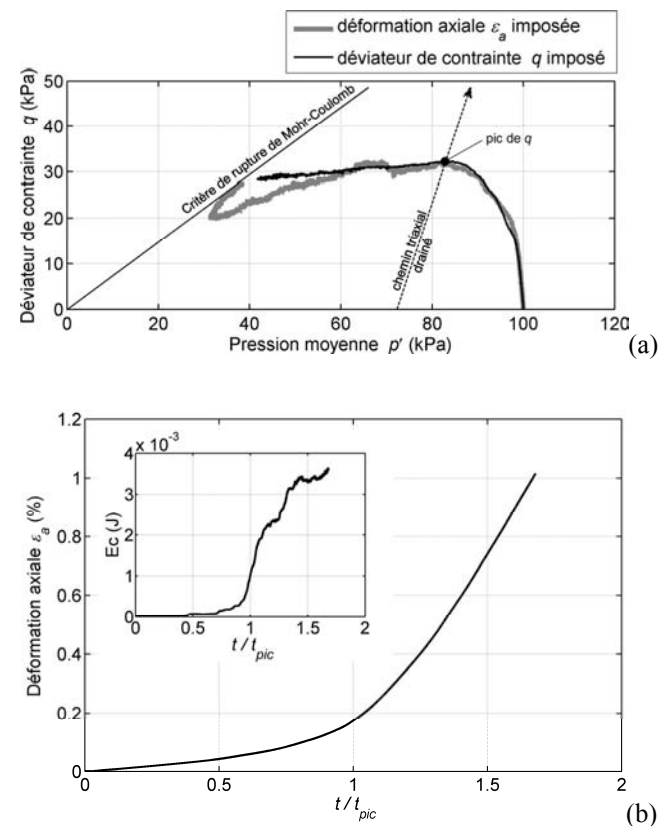 déformation axiale εa imposée
déviateur de contrainte q imposé
Déviateur de contrainte q (kPa)
50
40
30
20
10
0
Critère de rupture de Mohr-Coulomb
pic de q
chemin triaxial
drainé
0 20 40 60 80 100 120
Pression moyenne p' (kPa)
(a)
Déformation axiale εa (%)
1.2
1
0.8
0.6
0.4
0.2
0
4 x 10-3
3
2
1
0
Ec (J)
0 0.5 1 1.5 2
t / tpic
0 0.5 1 1.5 2
t / tpic
(b)